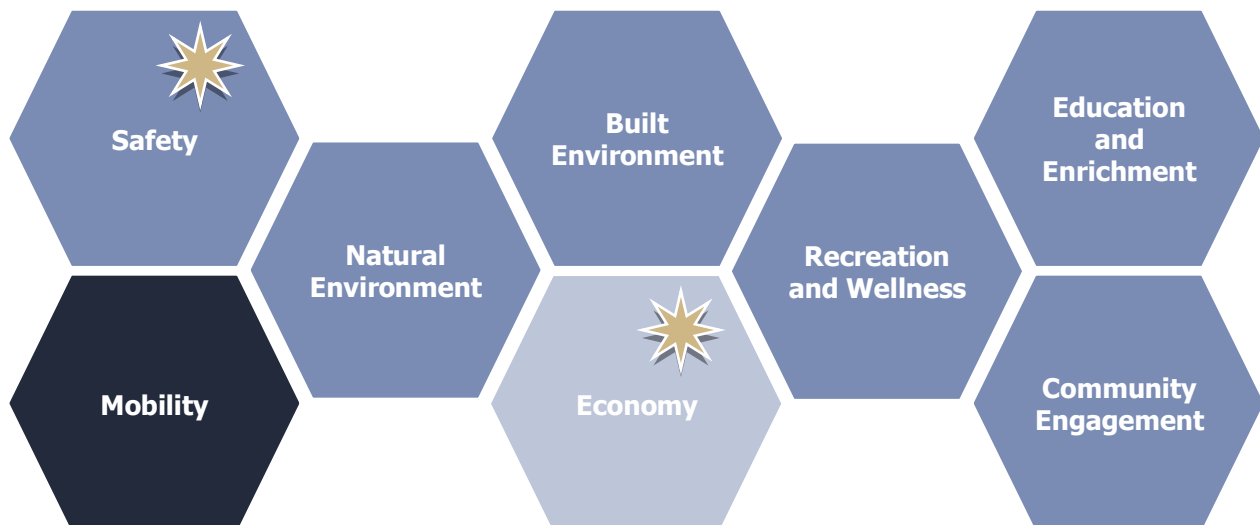 Safety
Built
Environment
Education
and
Enrichment
Natural
Environment
Recreation
and Wellness
Mobility
Economy
Community
Engagement